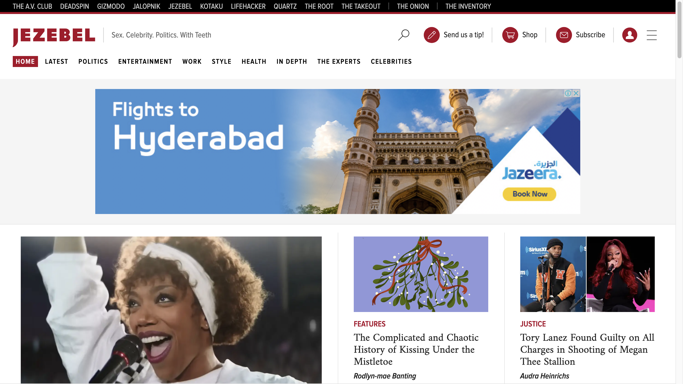 THE A.V. CLUB DEADSPIN GIZMODO JALOPNIK JEZEBEL KOTAKU LIFEHACKER QUARTZ THE ROOT THE TAKEOUT THE ONION THE INVENTORY
JEZEBEL
Sex. Celebrity. Politics. With Teeth
Send us a tip!
Shop
Subscribe
HOME LATEST POLITICS ENTERTAINMENT WORK STYLE HEALTH IN DEPTH THE EXPERTS CELEBRITIES
Flights to
Hyderabad
الجزيرة
Jazeera.
Book Now
SiriusXM
FEATURES
The Complicated and Chaotic
History of Kissing Under the
Mistletoe
Rodlyn-mae Banting
JUSTICE
Tory Lanez Found Guilty on All
Charges in Shooting of Megan
Thee Stallion
Audra Heinrichs